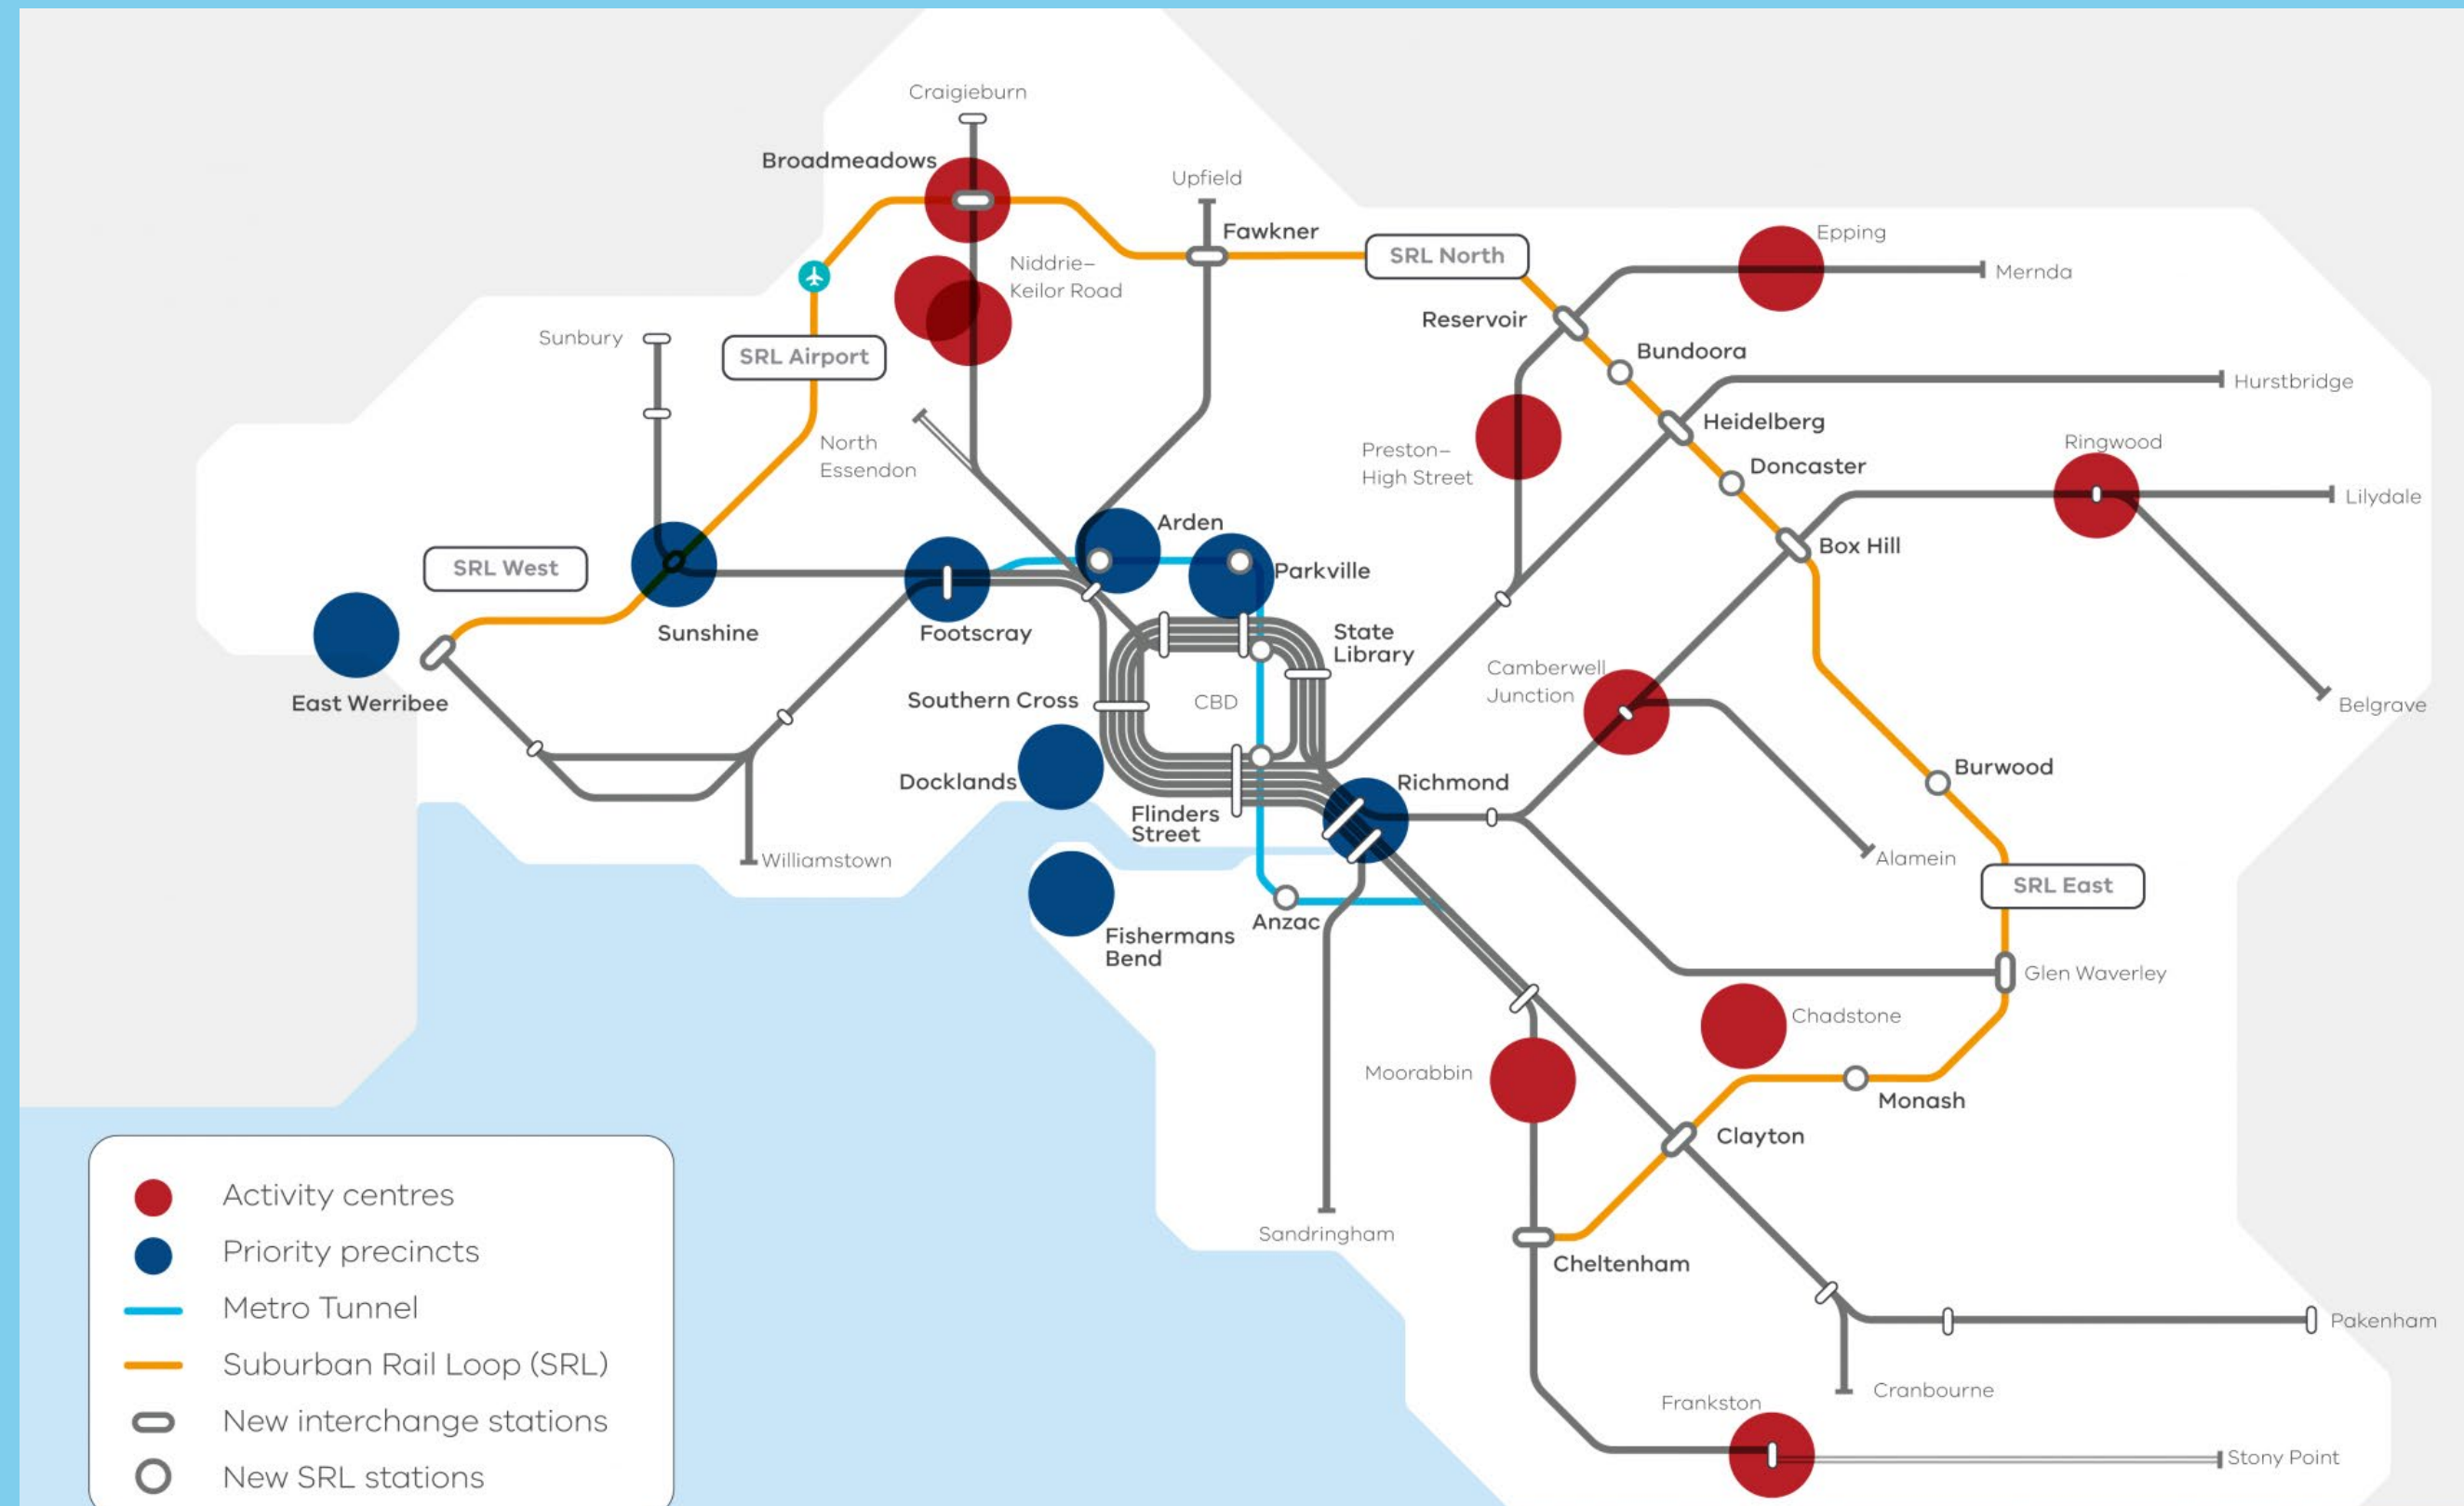 Craigieburn
Broadmeadows
Upfield
Fawkner
Epping
SRL North
Niddrie–
Keilor Road
Mernda
Reservoir
Sunbury
SRL Airport
Bundoora
Hurstbridge
Heidelberg
North
Essendon
Preston–
High Street
Ringwood
Doncaster
Lilydale
Arden
Box Hill
SRL West
Parkville
Sunshine
Footscray
State
Library
Camberwell
Junction
East Werribee
Southern Cross
CBD
Belgrave
Docklands
Richmond
Burwood
Flinders
Street
Williamstown
Alamein
SRL East
Anzac
Fishermans
Bend
Glen Waverley
Chadstone
Moorabbin
Monash
Clayton
Sandringham
Cheltenham
Pakenham
Cranbourne
Frankston
Stony Point
Activity centres
Priority precincts
Metro Tunnel
Suburban Rail Loop (SRL)
New interchange stations
New SRL stations